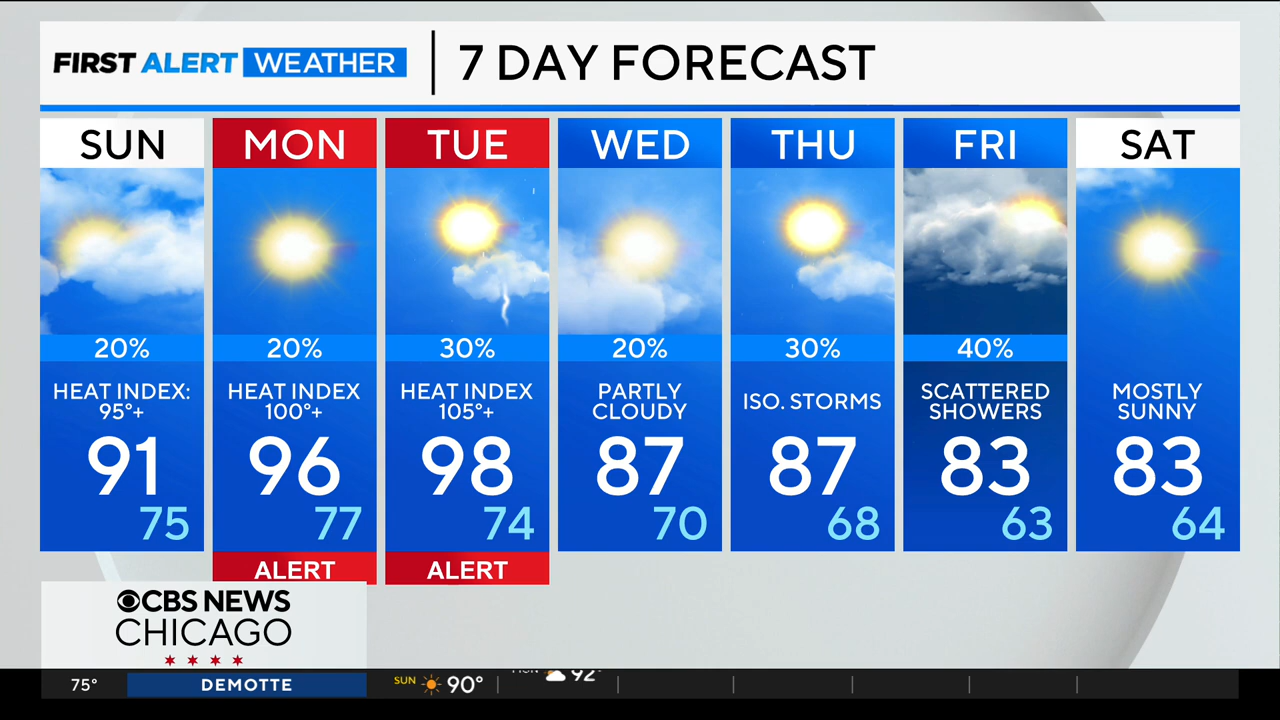 FIRST ALERT WEATHER
7 DAY FORECAST
SUN
20%
HEAT INDEX:
95°+
91
75
MON
20%
HEAT INDEX
100°+
96
77
ALERT
TUE
30%
HEAT INDEX
105°+
98
74
ALERT
WED
20%
PARTLY
CLOUDY
87
70
THU
30%
ISO. STORMS
87
68
FRI
40%
SCATTERED
SHOWERS
83
63
SAT
MOSTLY
SUNNY
83
64
CBS NEWS
CHICAGO
75° DEMOTTE SUN 90° MON 92°